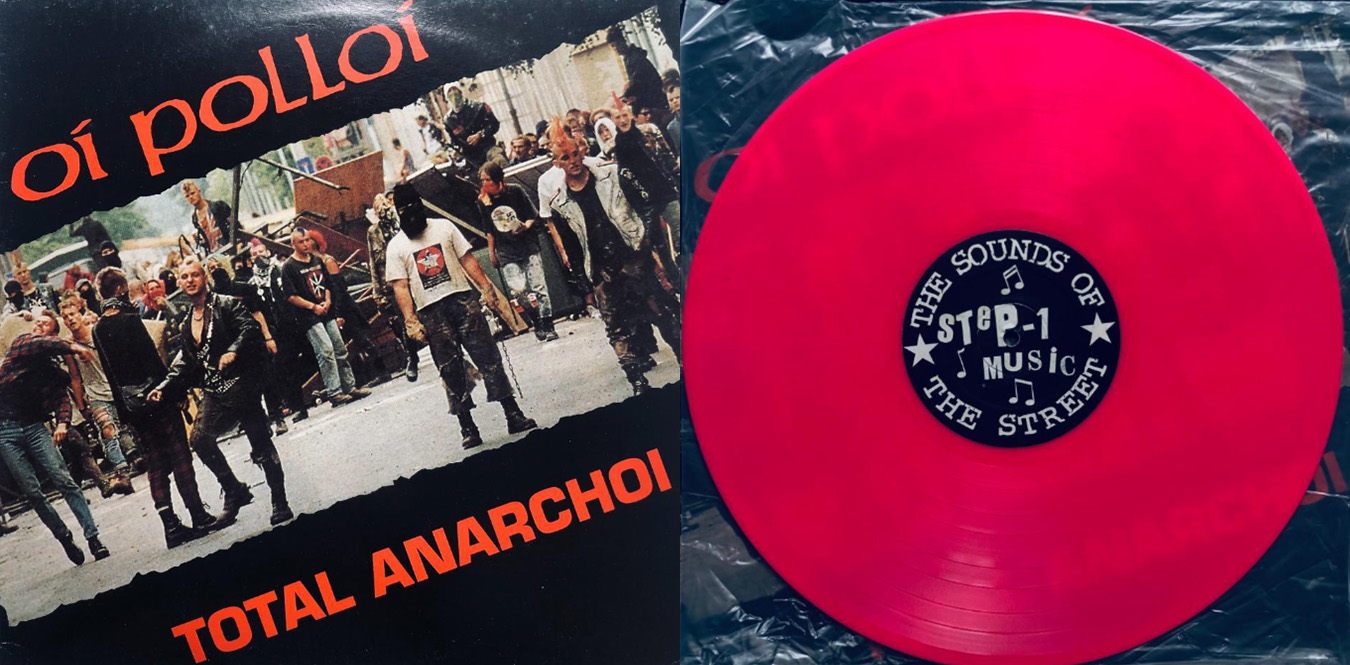 oí polloí
TOTAL ANARCHOI
THE SOUNDS OF
STeP-1
MUSiC
THE STREET